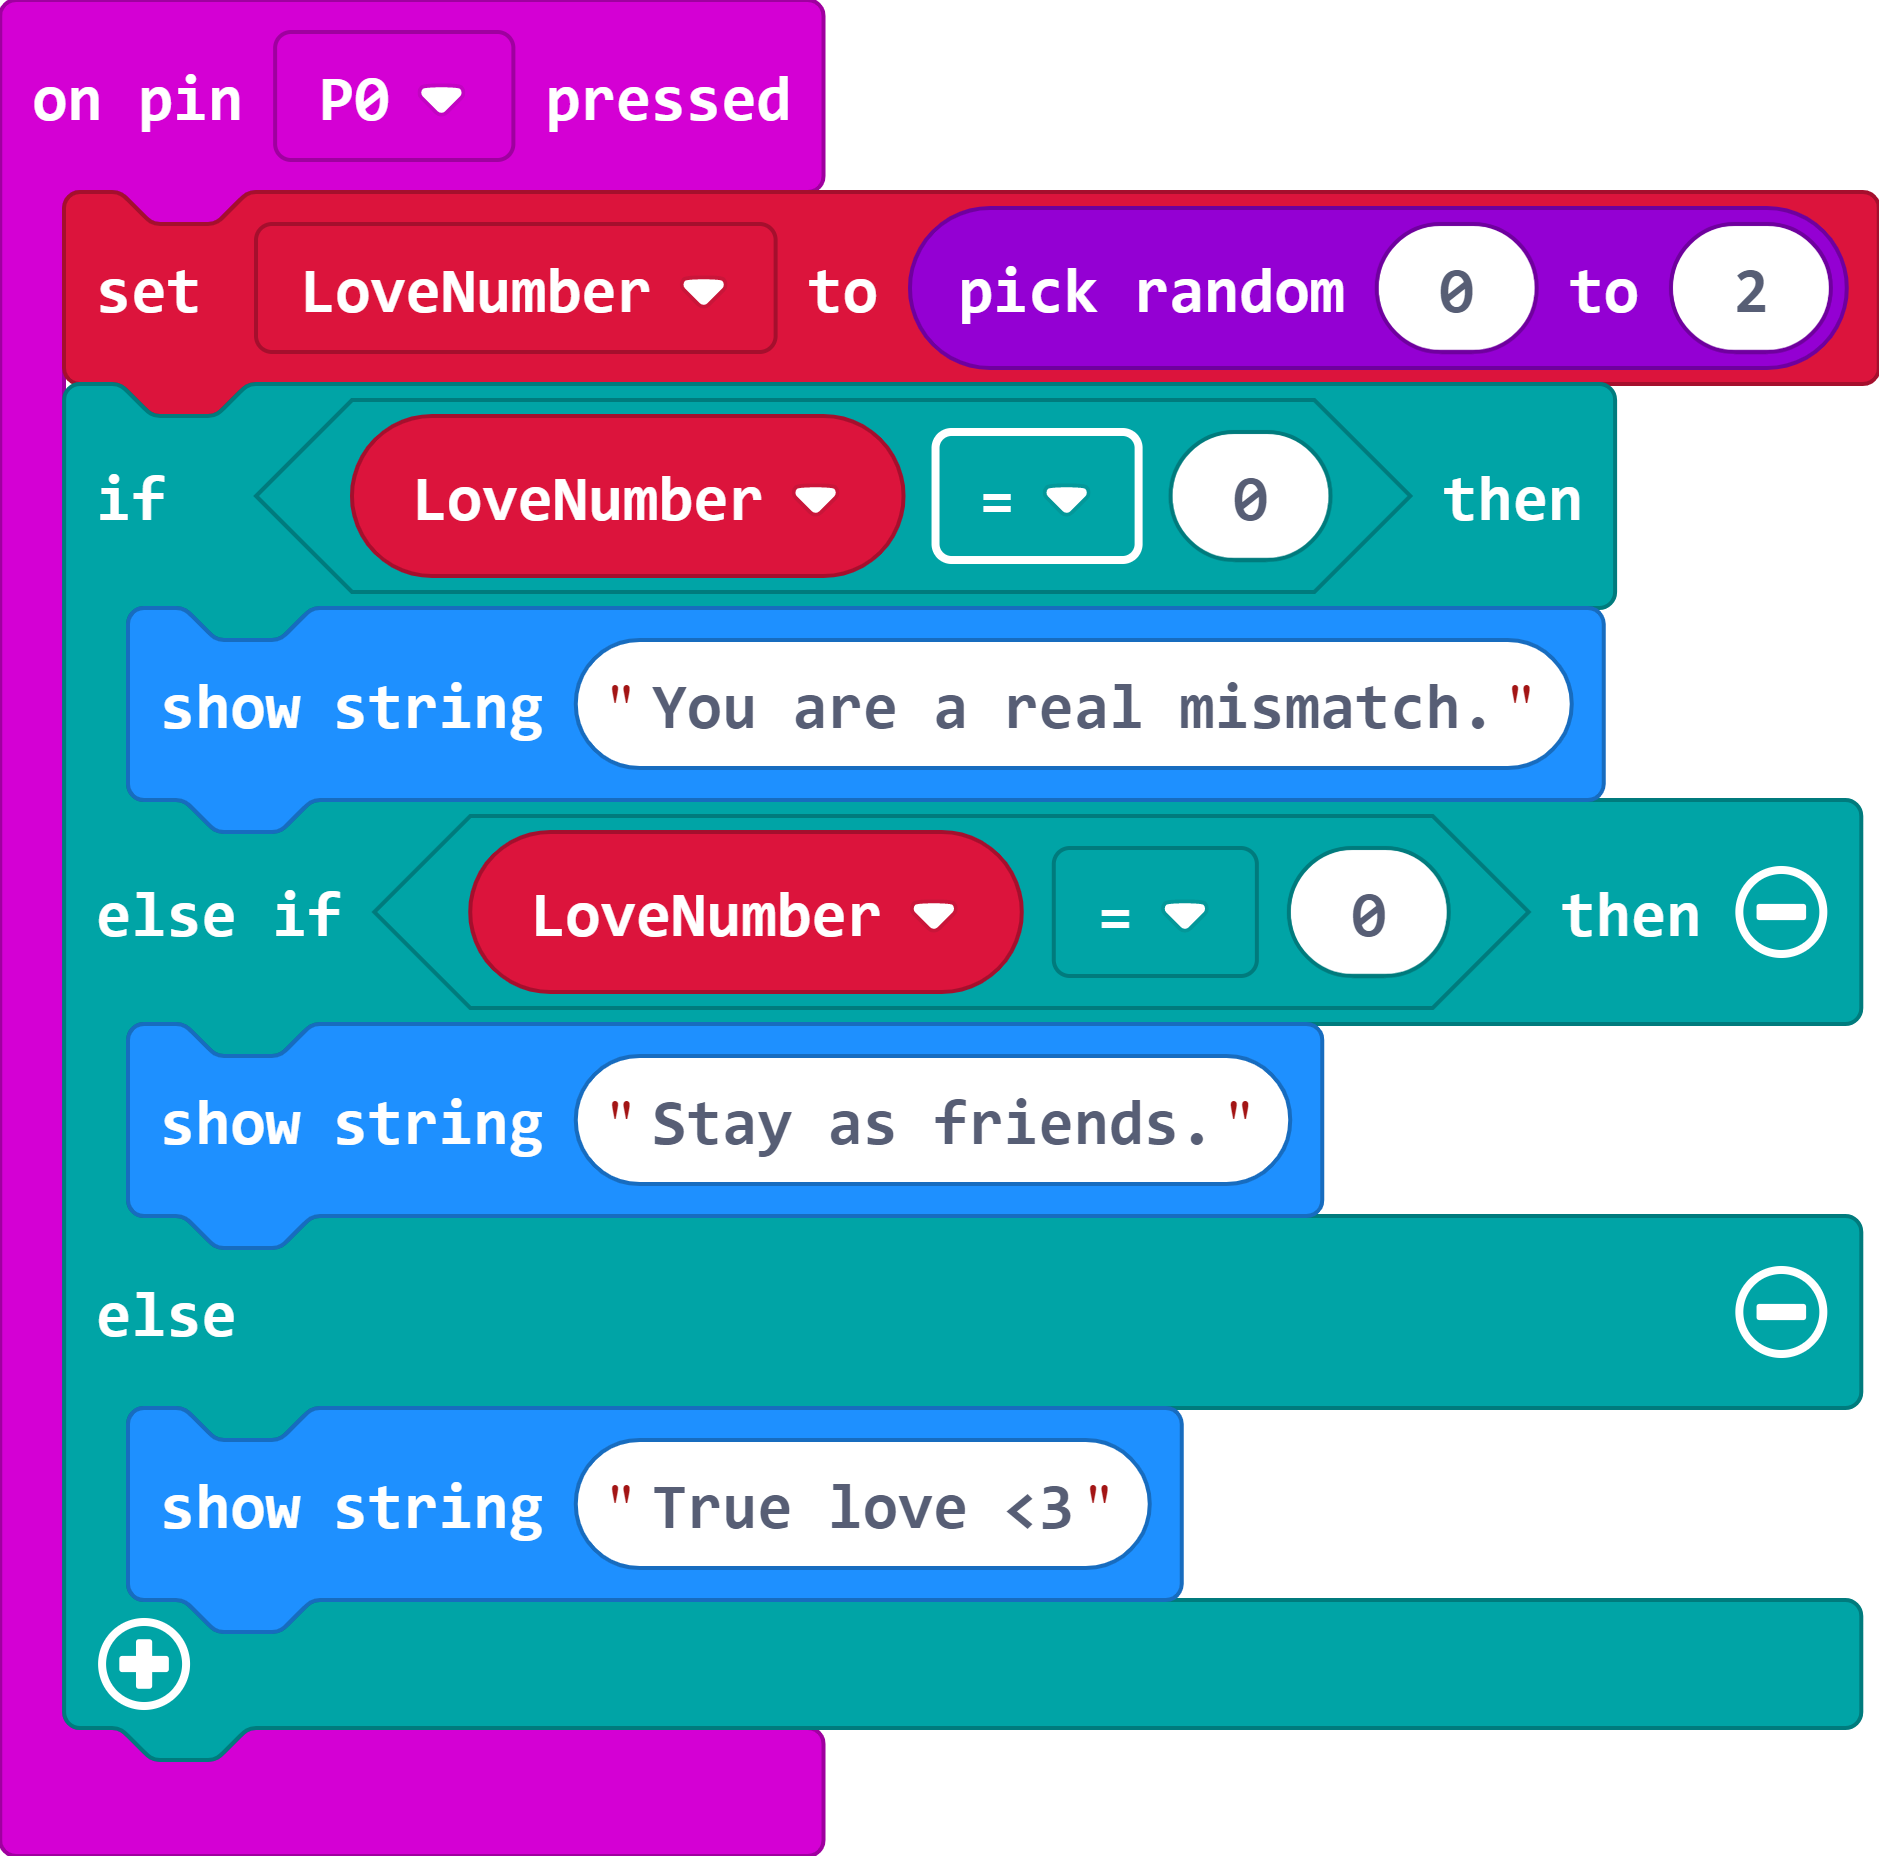 on pin P0 pressed
set LoveNumber to pick random 0 to 2
if LoveNumber = 0 then
show string "You are a real mismatch."
else if LoveNumber = 0 then
show string "Stay as friends."
else
show string "True love <3"